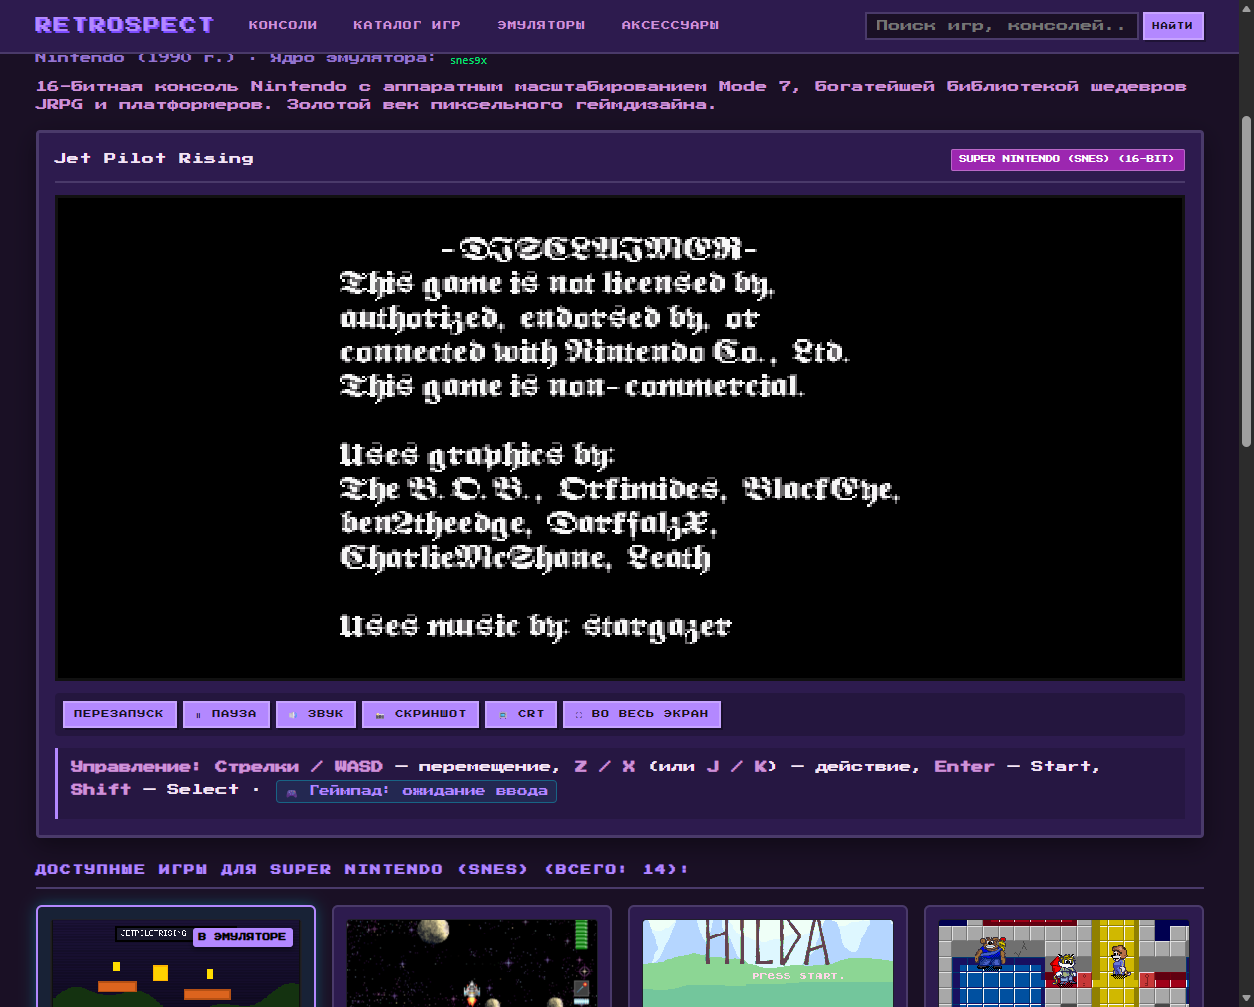 RETROSPECT
КОНСОЛИ
КАТАЛОГ ИГР
ЭМУЛЯТОРЫ
АКСЕССУАРЫ
Поиск игр, консолей..
НАЙТИ
Nintendo (1990 г.) · Ядро эмулятора: snes9x
16-битная консоль Nintendo с аппаратным масштабированием Mode 7, богатейшей библиотекой шедевров
JRPG и платформеров. Золотой век пиксельного геймдизайна.
Jet Pilot Rising
SUPER NINTENDO (SNES) (16-BIT)
-DISCLAIMER-
This game is not licensed by,
authorized, endorsed by, or
connected with Nintendo Co., Ltd.
This game is non-commercial.
Uses graphics by:
The B.O.B., Orkimides, BlackEye,
ben2theedge, DarkfalzX,
CharlieMcShane, Leath
Uses music by: stargazer
ПЕРЕЗАПУСК
ПАУЗА
ЗВУК
СКРИНШОТ
CRT
ВО ВЕСЬ ЭКРАН
Управление: Стрелки / WASD — перемещение, Z / X (или J / K) — действие, Enter — Start,
Shift — Select · Геймпад: ожидание ввода
ДОСТУПНЫЕ ИГРЫ ДЛЯ SUPER NINTENDO (SNES) (ВСЕГО: 14):
JETPILOTRISING
В ЭМУЛЯТОРЕ
HILDA
PRESS START.